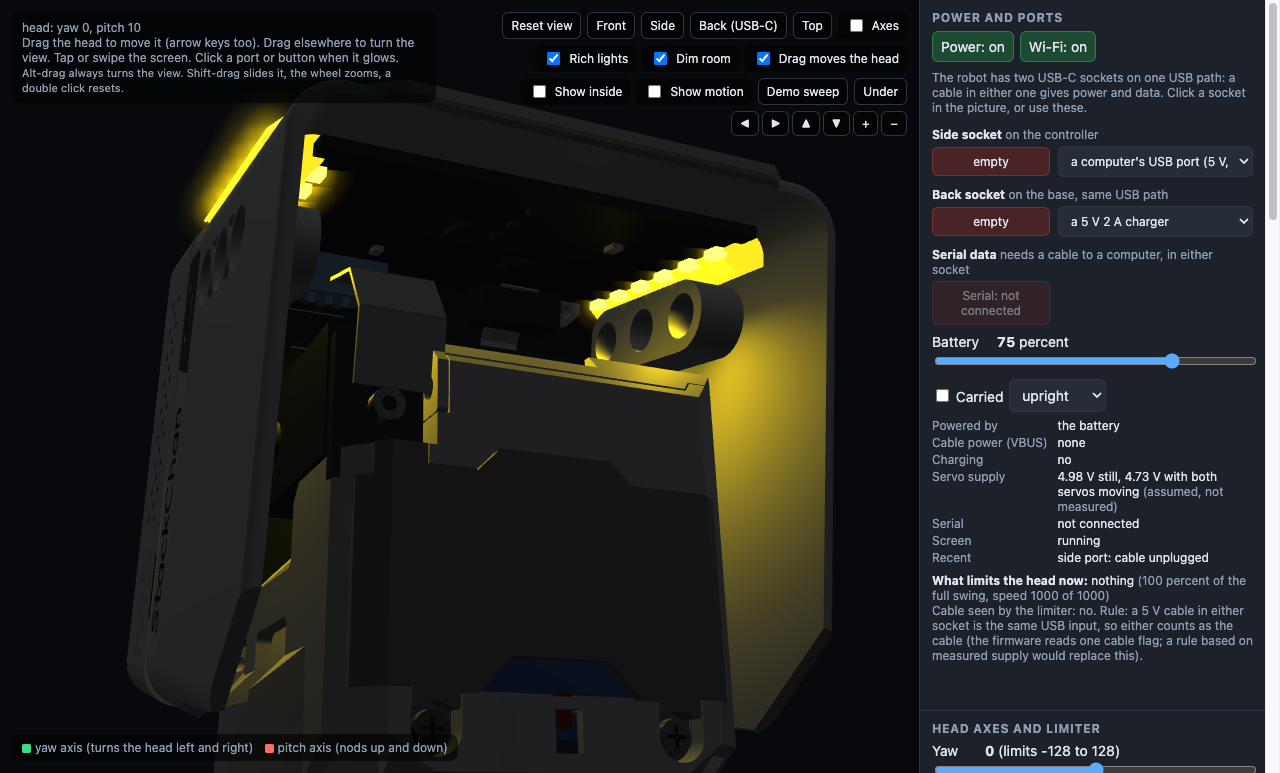 head: yaw 0, pitch 10
Drag the head to move it (arrow keys too). Drag elsewhere to turn the
view. Tap or swipe the screen. Click a port or button when it glows.
Alt-drag always turns the view. Shift-drag slides it, the wheel zooms, a
double click resets.
Reset view Front Side Back (USB-C) Top Axes
Rich lights Dim room Drag moves the head
Show inside Show motion Demo sweep Under
◄ ► ▲ ▼ + −
stackchan
yaw axis (turns the head left and right) pitch axis (nods up and down)
POWER AND PORTS
Power: on Wi-Fi: on
The robot has two USB-C sockets on one USB path: a
cable in either one gives power and data. Click a socket
in the picture, or use these.
Side socket on the controller
empty a computer's USB port (5 V,
Back socket on the base, same USB path
empty a 5 V 2 A charger
Serial data needs a cable to a computer, in either
socket
Serial: not
connected
Battery 75 percent
Carried upright
Powered by the battery
Cable power (VBUS) none
Charging no
Servo supply 4.98 V still, 4.73 V with both
servos moving (assumed, not
measured)
Serial not connected
Screen running
Recent side port: cable unplugged
What limits the head now: nothing (100 percent of the
full swing, speed 1000 of 1000)
Cable seen by the limiter: no. Rule: a 5 V cable in either
socket is the same USB input, so either counts as the
cable (the firmware reads one cable flag; a rule based on
measured supply would replace this).
HEAD AXES AND LIMITER
Yaw 0 (limits -128 to 128)